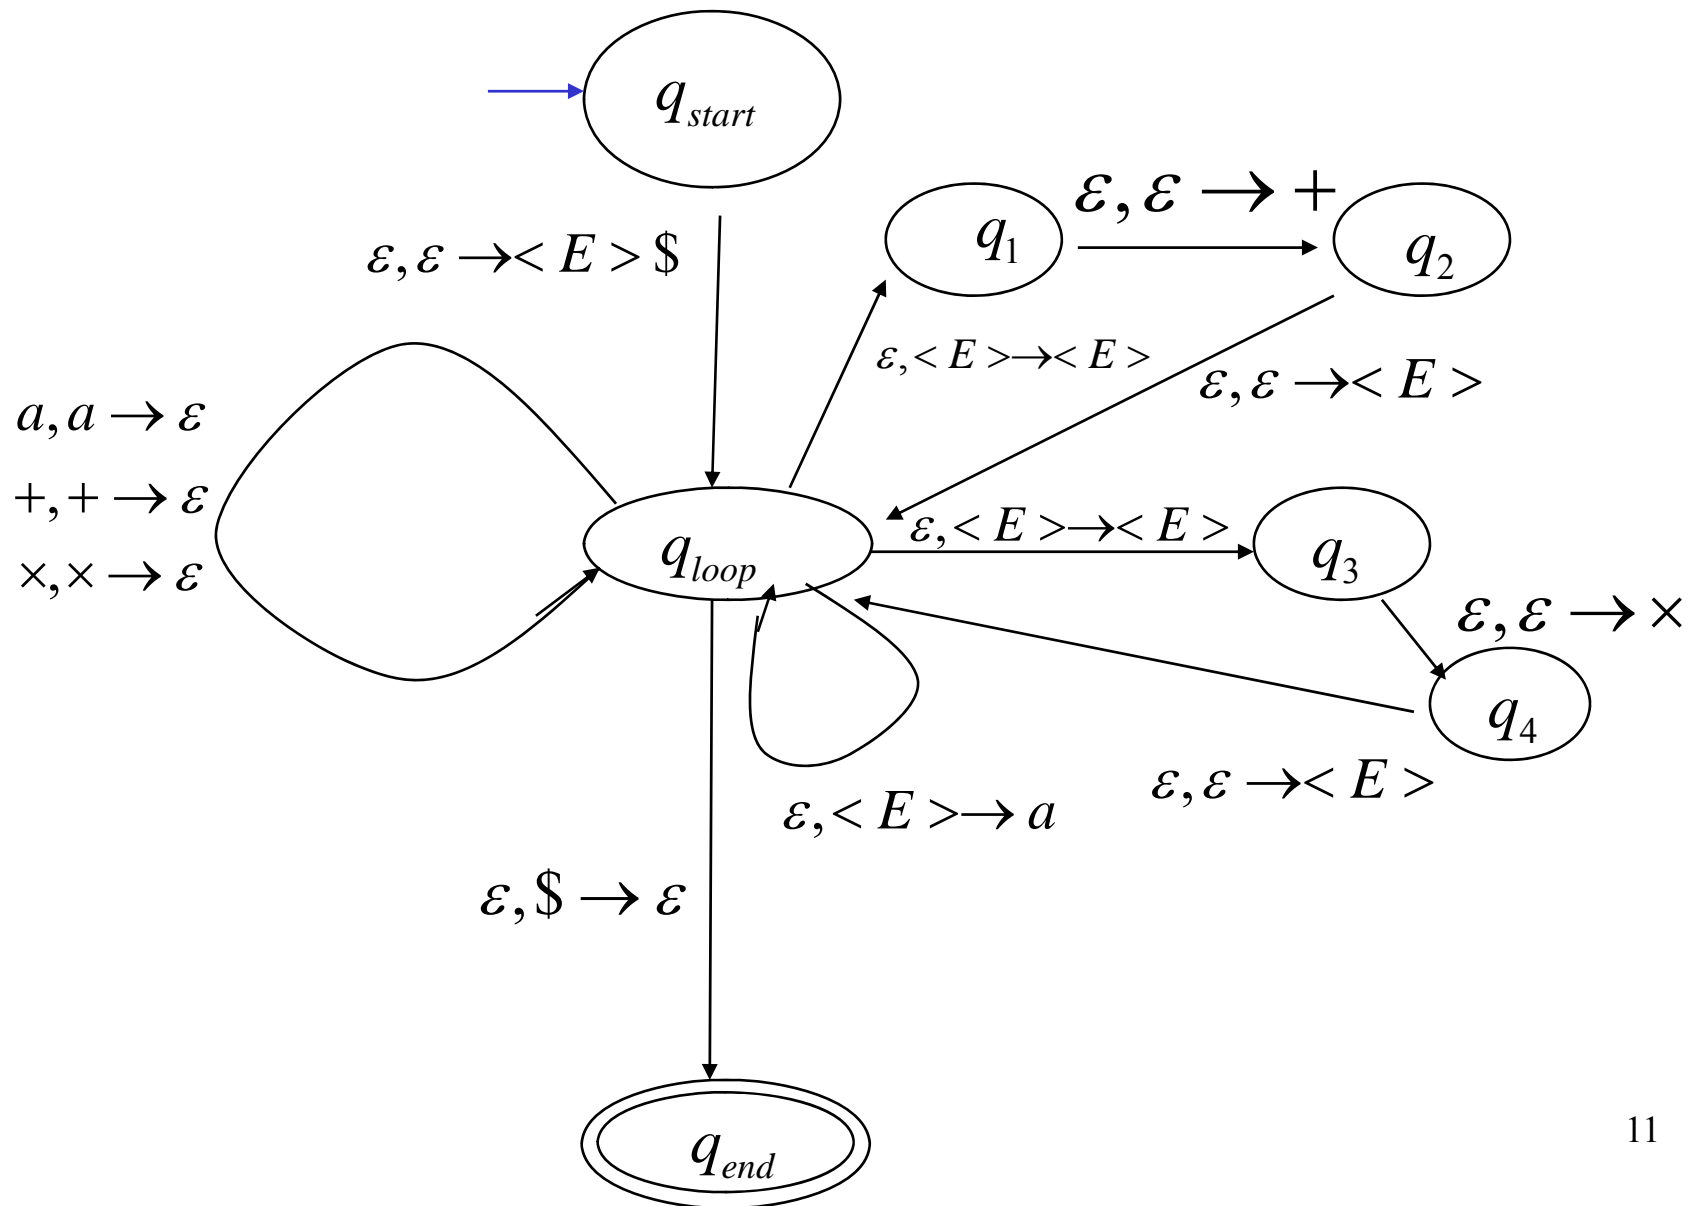 q_start
ε, ε → +
q_1
q_2
ε, ε →< E > $
ε, < E >→< E >
ε, ε →< E >
a, a → ε
+, + → ε
×, × → ε
ε, < E >→< E >
q_loop
q_3
ε, ε → ×
q_4
ε, ε →< E >
ε, < E >→ a
ε, $ → ε
q_end
11